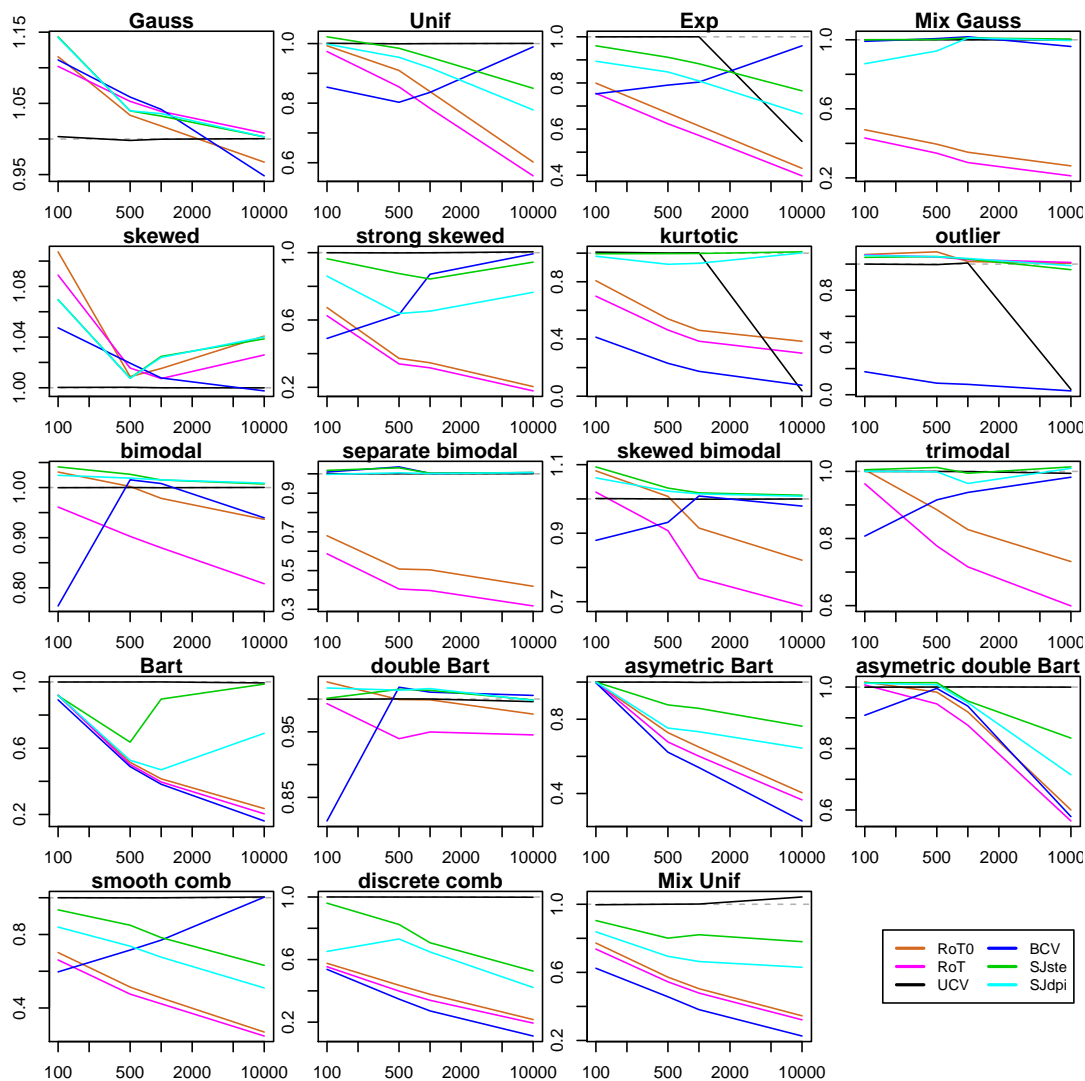 Gauss
0.95 1.05 1.15
100 500 2000 10000
Unif
0.6 0.8 1.0
100 500 2000 10000
Exp
0.4 0.6 0.8 1.0
100 500 2000 10000
Mix Gauss
0.2 0.6 1.0
100 500 2000 1000
skewed
1.00 1.04 1.08
100 500 2000 10000
strong skewed
0.2 0.6 1.0
100 500 2000 10000
kurtotic
0.0 0.4 0.8
100 500 2000 10000
outlier
0.0 0.4 0.8
100 500 2000 1000
bimodal
0.80 0.90 1.00
100 500 2000 10000
separate bimodal
0.3 0.5 0.7 0.9
100 500 2000 10000
skewed bimodal
0.7 0.9 1.1
100 500 2000 10000
trimodal
0.6 0.8 1.0
100 500 2000 1000
Bart
0.2 0.6 1.0
100 500 2000 10000
double Bart
0.85 0.95
100 500 2000 10000
asymetric Bart
0.4 0.8
100 500 2000 10000
asymetric double Bart
0.6 0.8 1.0
100 500 2000 1000
smooth comb
0.4 0.8
100 500 2000 10000
discrete comb
0.2 0.6 1.0
100 500 2000 10000
Mix Unif
0.2 0.6 1.0
100 500 2000 10000
RoT0 BCV
RoT SJste
UCV SJdpi